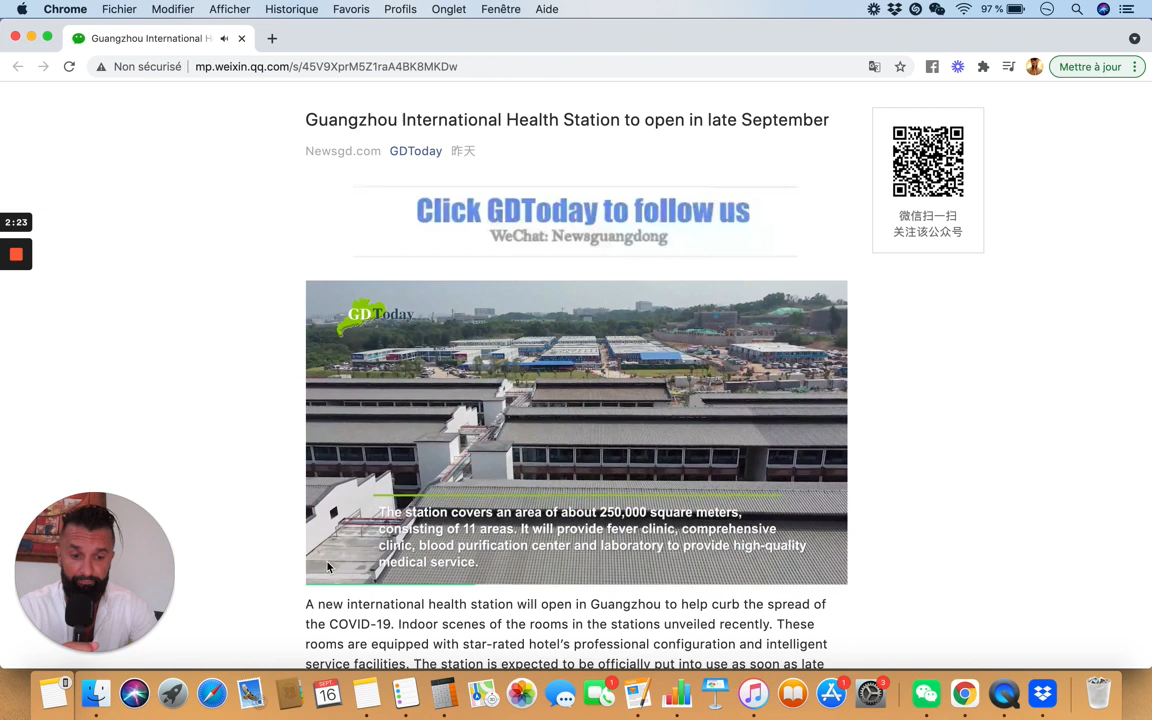 Chrome Fichier Modifier Afficher Historique Favoris Profils Onglet Fenêtre Aide 97 %
Guangzhou International H
Non sécurisé mp.weixin.qq.com/s/45V9XprM5Z1raA4BK8MKDw Mettre à jour
Guangzhou International Health Station to open in late September
Newsgd.com GDToday 昨天
微信扫一扫
关注该公众号
Click GDToday to follow us
WeChat: Newsguangdong
2:23
GDToday
The station covers an area of about 250,000 square meters,
consisting of 11 areas. It will provide fever clinic, comprehensive
clinic, blood purification center and laboratory to provide high-quality
medical service.
A new international health station will open in Guangzhou to help curb the spread of
the COVID-19. Indoor scenes of the rooms in the stations unveiled recently. These
rooms are equipped with star-rated hotel's professional configuration and intelligent
service facilities. The station is expected to be officially put into use as soon as late
SEPT.
16
1
1
3